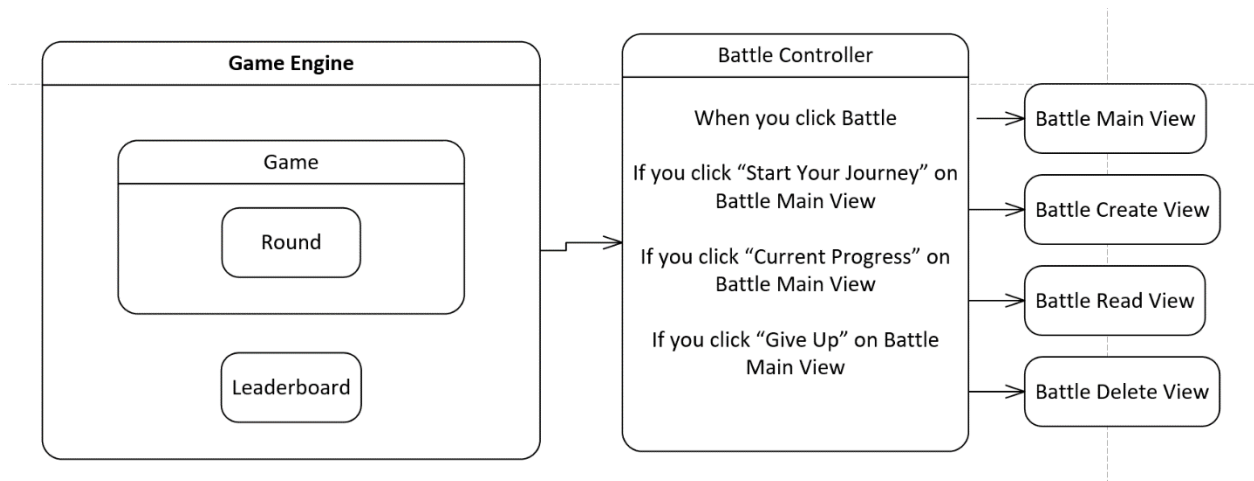 Game Engine
Game
Round
Leaderboard
Battle Controller
When you click Battle
If you click “Start Your Journey” on
Battle Main View
If you click “Current Progress” on
Battle Main View
If you click “Give Up” on Battle
Main View
Battle Main View
Battle Create View
Battle Read View
Battle Delete View